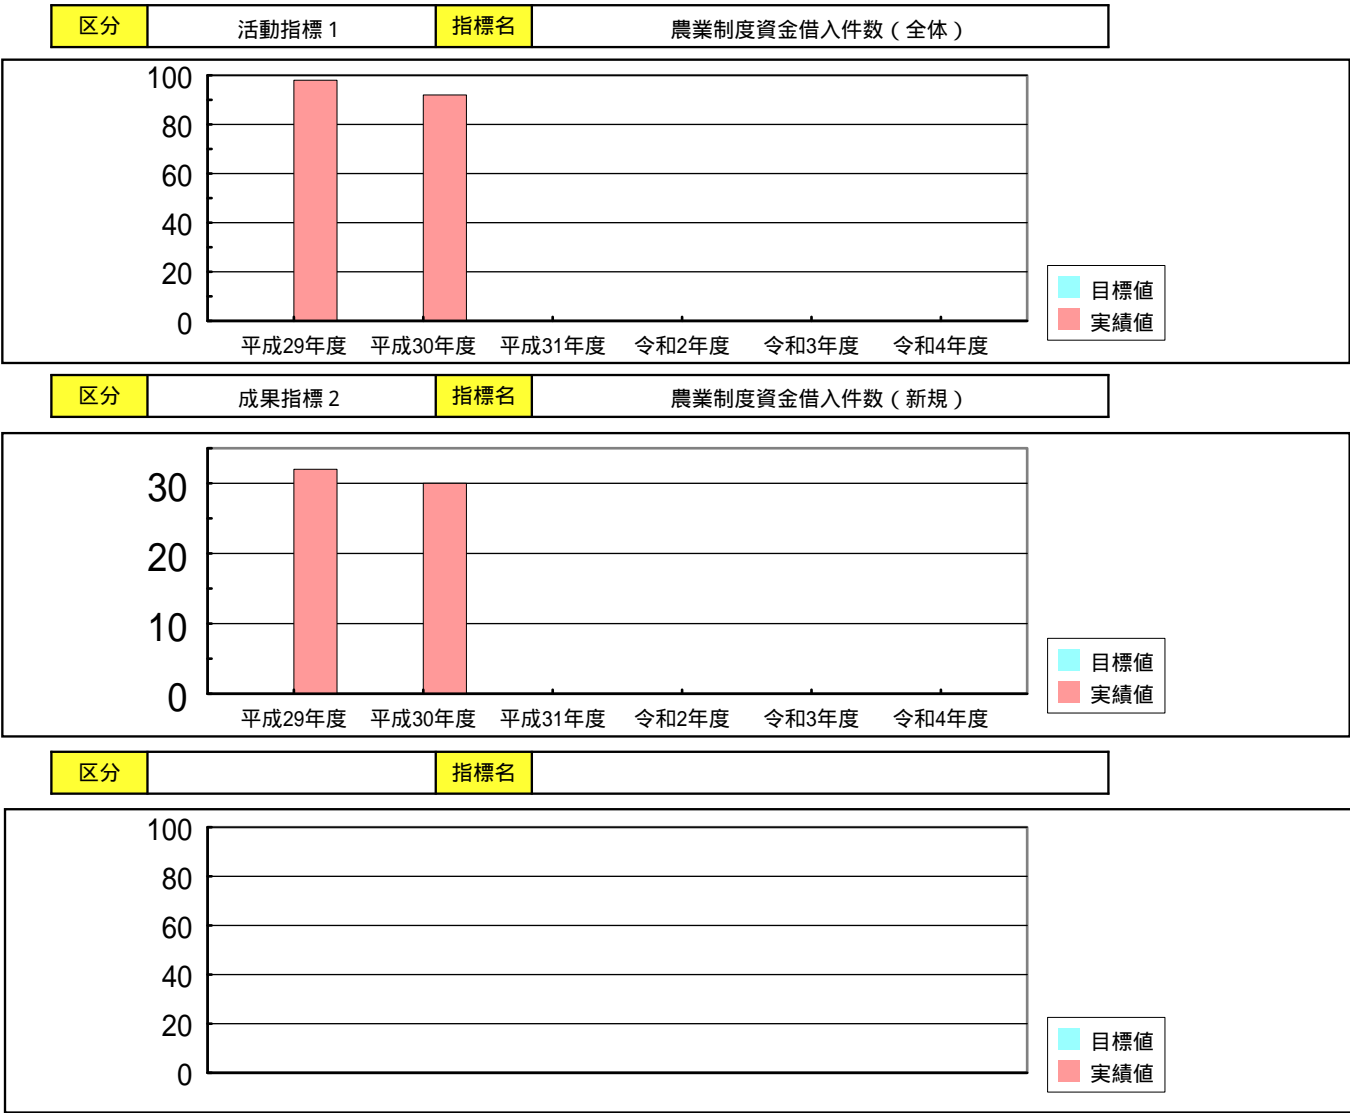 区分 活動指標1 指標名 農業制度資金借入件数(全体)
100
80
60
40
20
0
平成29年度 平成30年度 平成31年度 令和2年度 令和3年度 令和4年度
目標値
実績値
区分 成果指標2 指標名 農業制度資金借入件数(新規)
30
20
10
0
平成29年度 平成30年度 平成31年度 令和2年度 令和3年度 令和4年度
目標値
実績値
区分 指標名
100
80
60
40
20
0
目標値
実績値